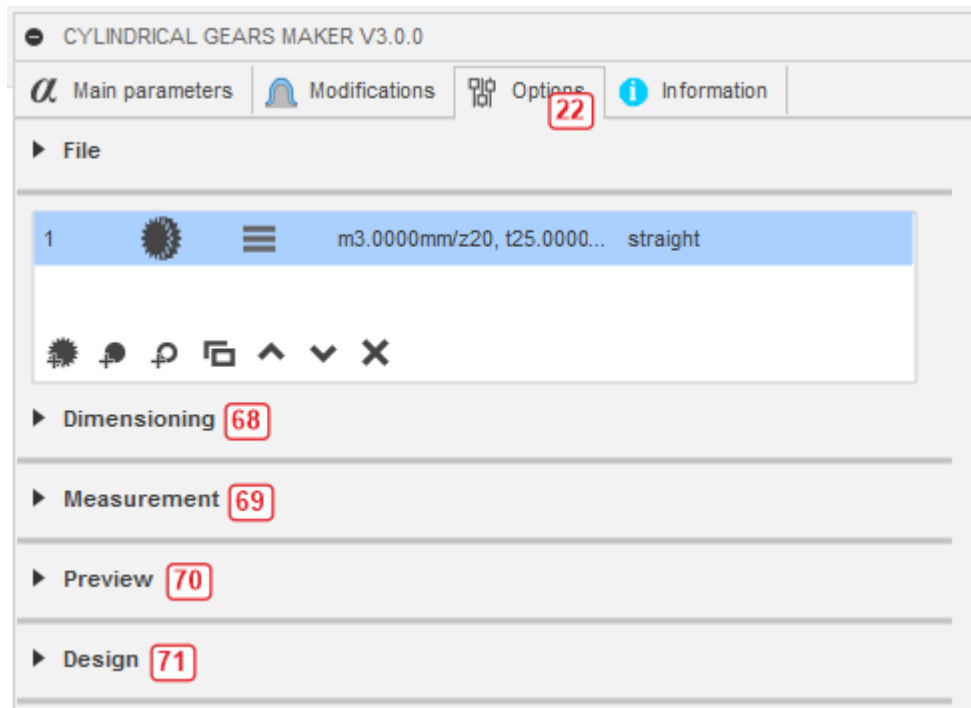 CYLINDRICAL GEARS MAKER V3.0.0
α Main parameters Modifications Options i Information
22
File
1 m3.0000mm/z20, t25.0000... straight
Dimensioning 68
Measurement 69
Preview 70
Design 71